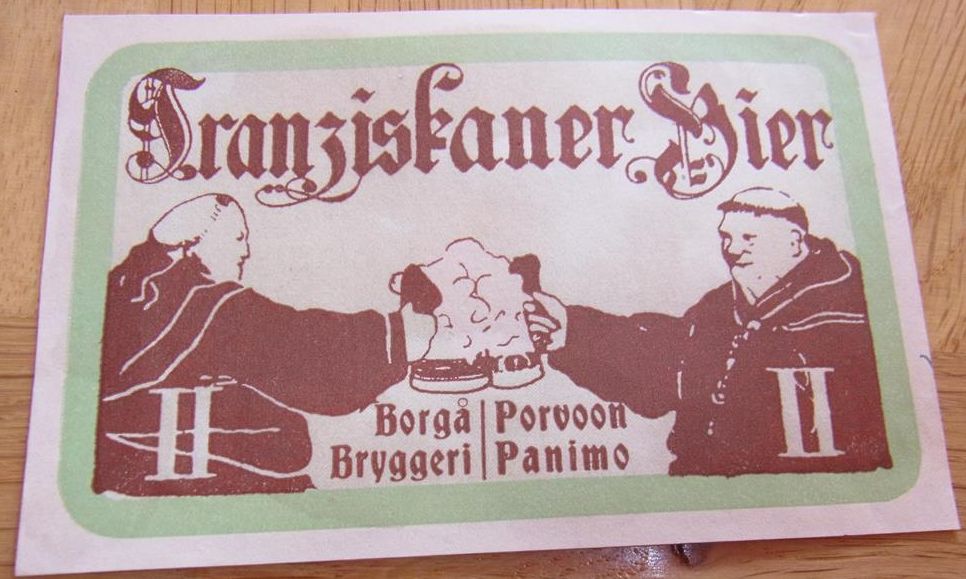 Franziskaner Bier
II
Borgå | Porvoon
Bryggeri | Panimo
II